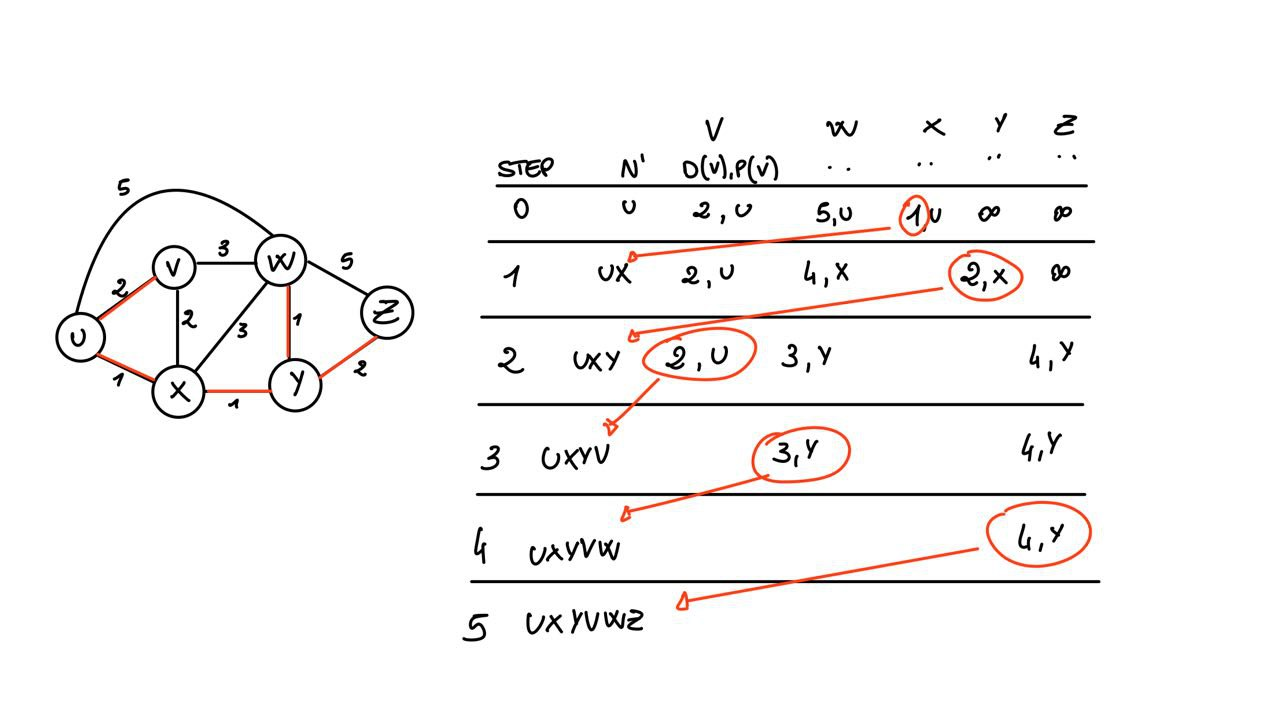 5
V 3 W 5
2 2 3 1 Z
U
1 X 1 Y 2
V W X Y Z
STEP N' D(V),P(V) .. .. .. ..
0 U 2,U 5,U 1,U ∞ ∞
1 UX 2,U 4,X 2,X ∞
2 UXY 2,U 3,Y 4,Y
3 UXYV 3,Y 4,Y
4 UXYVW 4,Y
5 UXYVWZ